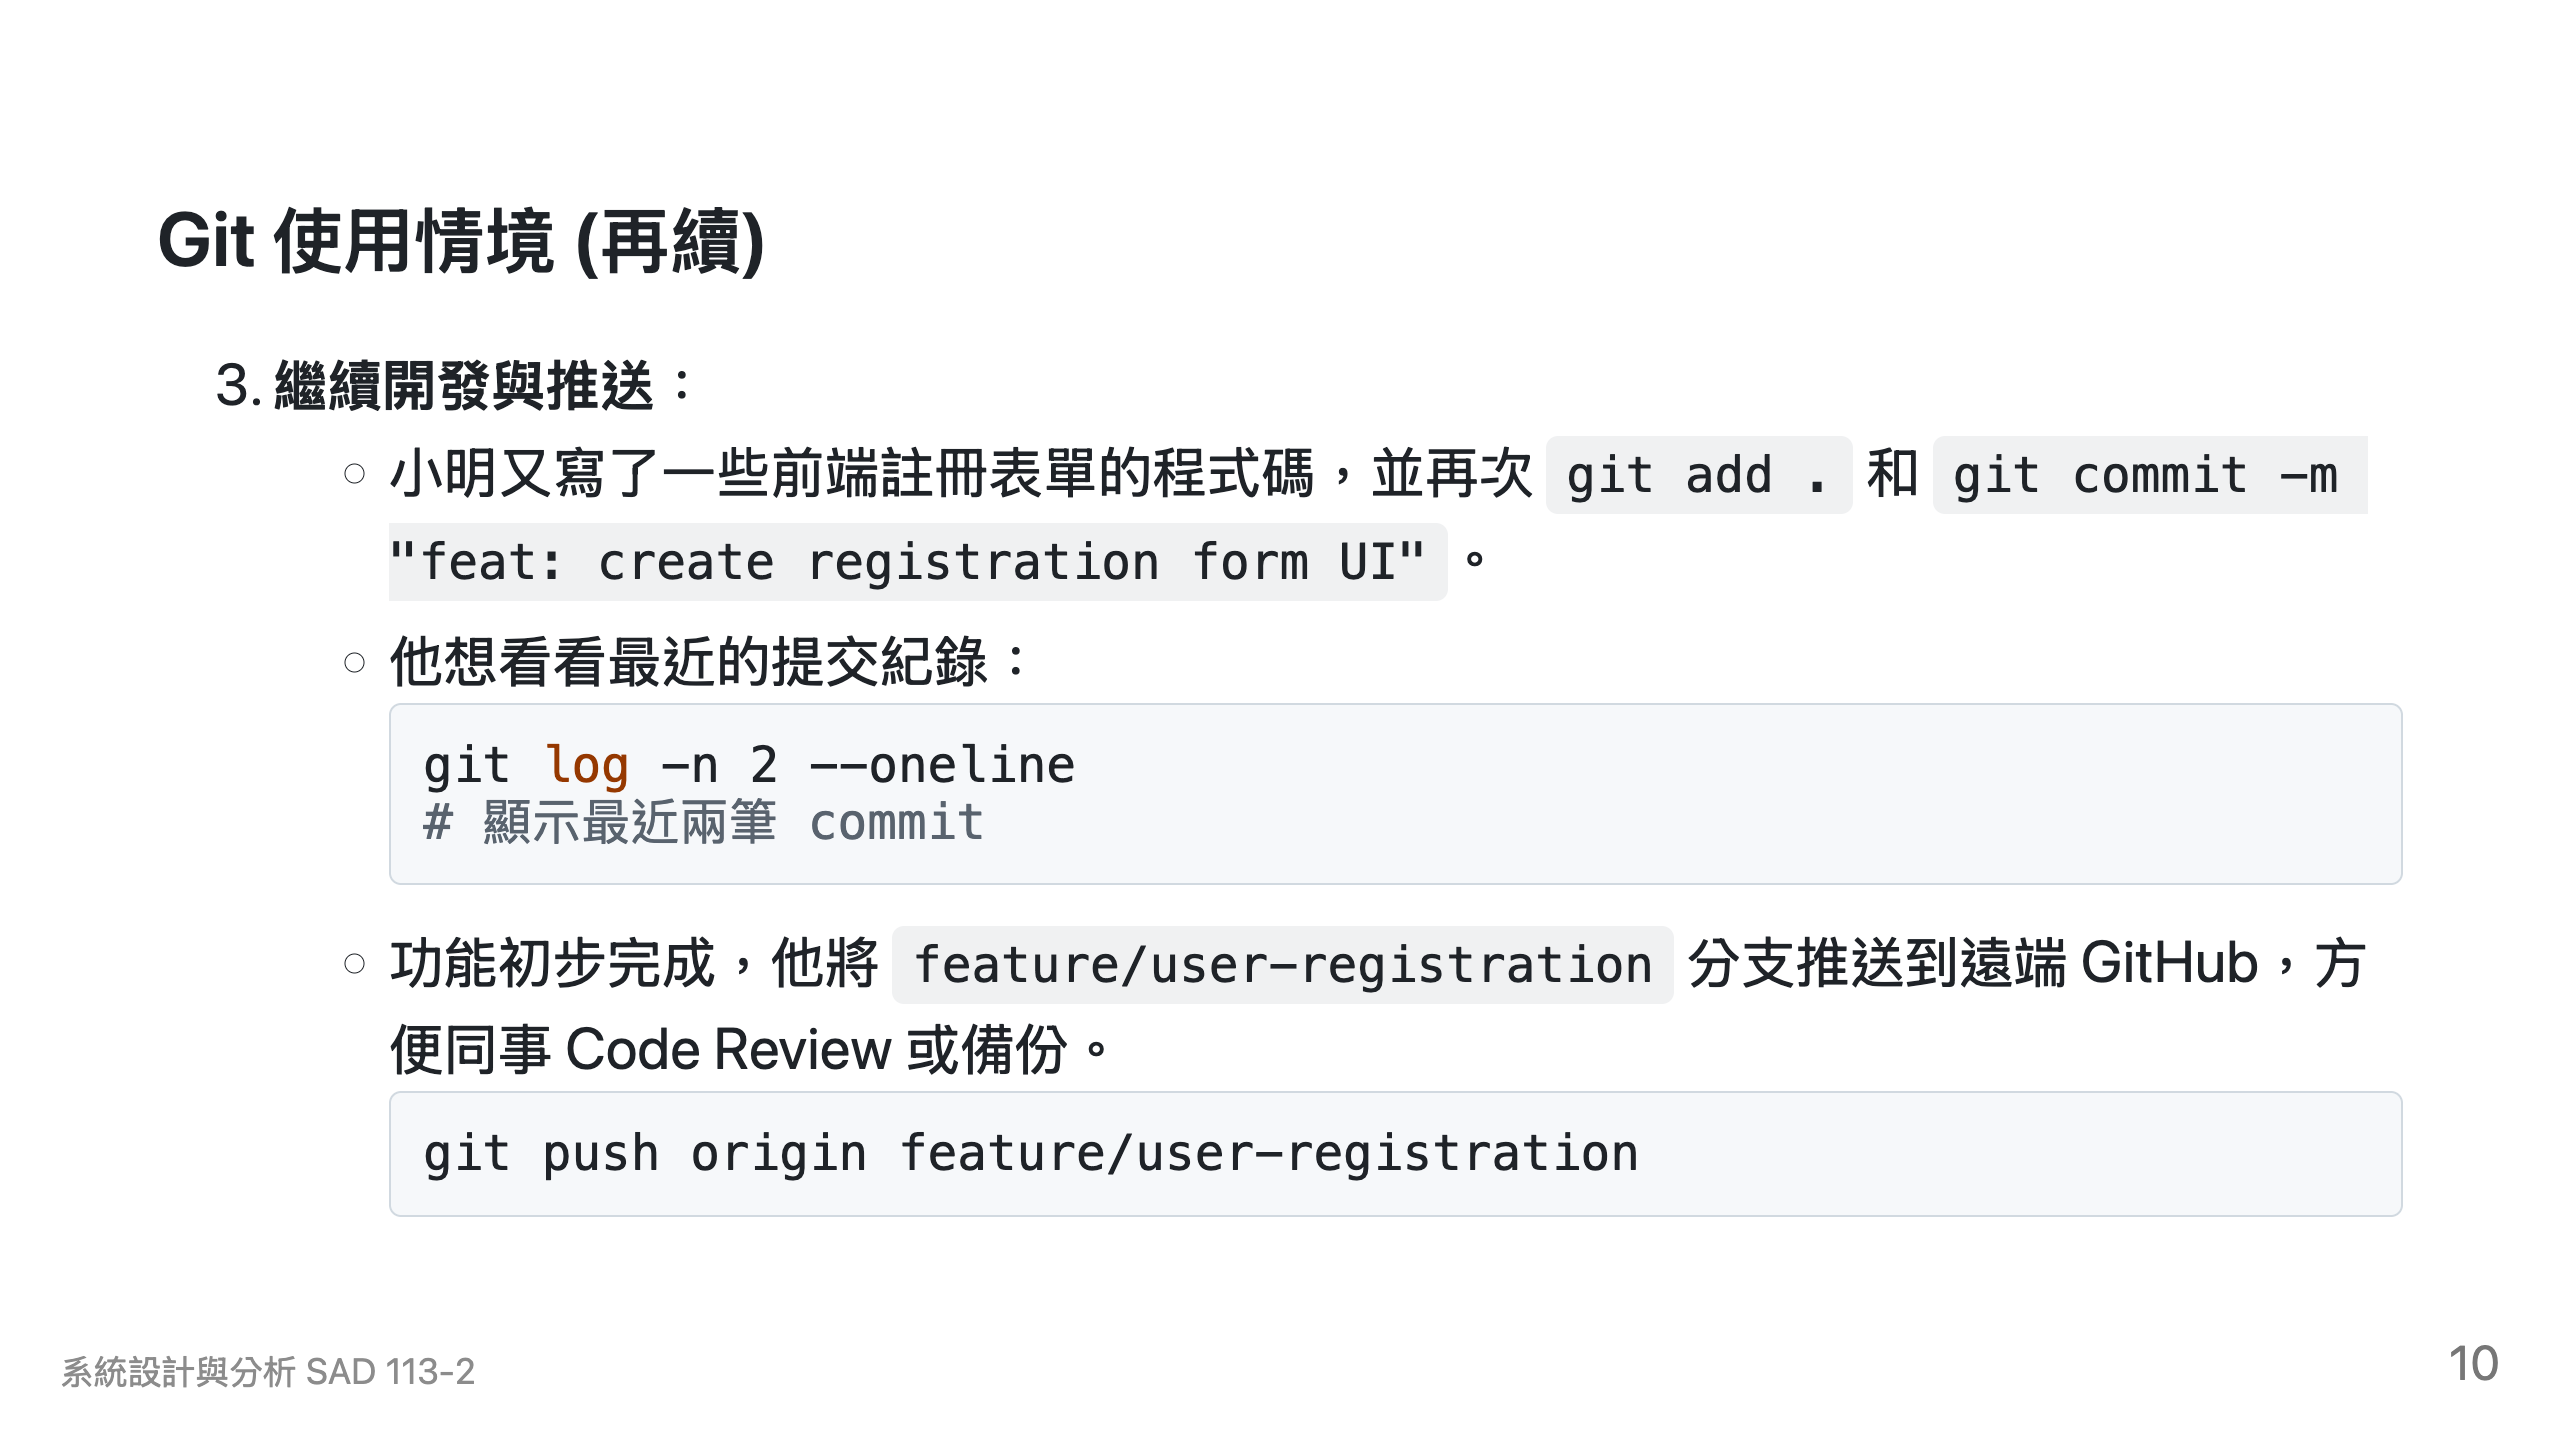 Git 使用情境 (再續)
3. 繼續開發與推送：
小明又寫了一些前端註冊表單的程式碼，並再次 git add . 和 git commit -m
"feat: create registration form UI" 。
他想看看最近的提交紀錄：
git log -n 2 --oneline
# 顯示最近兩筆 commit
功能初步完成，他將 feature/user-registration 分支推送到遠端 GitHub，方
便同事 Code Review 或備份。
git push origin feature/user-registration
系統設計與分析 SAD 113-2
10